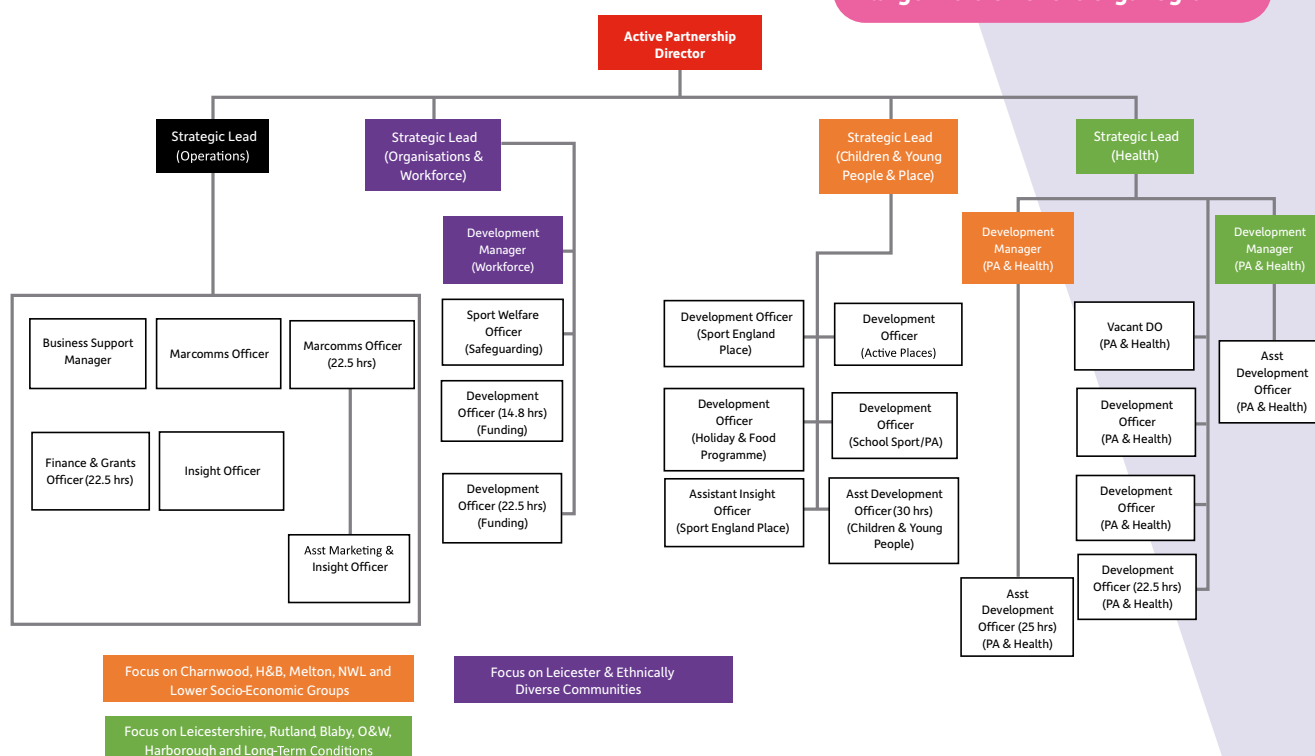 Active Partnership
Director
Strategic Lead
(Operations)
Strategic Lead
(Organisations &
Workforce)
Strategic Lead
(Children & Young
People & Place)
Strategic Lead
(Health)
Development
Manager
(Workforce)
Development
Manager
(PA & Health)
Development
Manager
(PA & Health)
Business Support
Manager
Marcomms Officer
Marcomms Officer
(22.5 hrs)
Finance & Grants
Officer (22.5 hrs)
Insight Officer
Asst Marketing &
Insight Officer
Sport Welfare
Officer
(Safeguarding)
Development
Officer (14.8 hrs)
(Funding)
Development
Officer (22.5 hrs)
(Funding)
Development Officer
(Sport England
Place)
Development
Officer
(Active Places)
Development
Officer
(Holiday & Food
Programme)
Development
Officer
(School Sport/PA)
Assistant Insight
Officer
(Sport England Place)
Asst Development
Officer (30 hrs)
(Children & Young
People)
Asst
Development
Officer (25 hrs)
(PA & Health)
Vacant DO
(PA & Health)
Development
Officer
(PA & Health)
Development
Officer
(PA & Health)
Development
Officer (22.5 hrs)
(PA & Health)
Asst
Development
Officer
(PA & Health)
Focus on Charnwood, H&B, Melton, NWL and
Lower Socio-Economic Groups
Focus on Leicester & Ethnically
Diverse Communities
Focus on Leicestershire, Rutland, Blaby, O&W,
Harborough and Long-Term Conditions